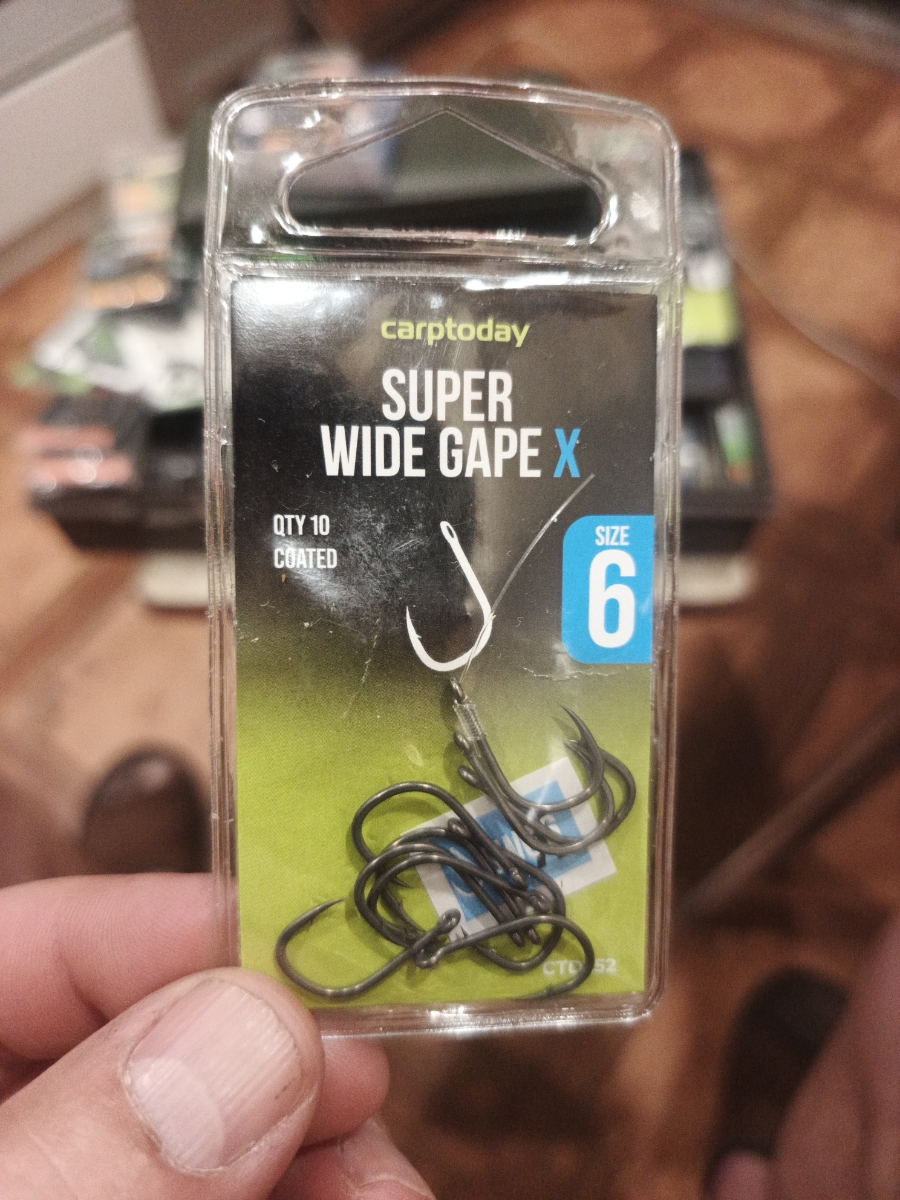 carptoday
SUPER
WIDE GAPE X
QTY 10
COATED
SIZE
6